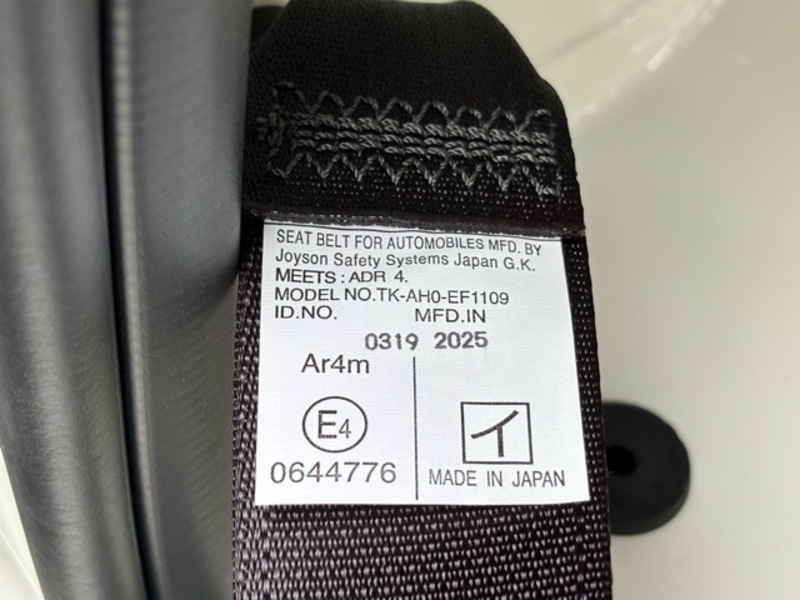 SEAT BELT FOR AUTOMOBILES MFD. BY
Joyson Safety Systems Japan G.K.
MEETS : ADR 4.
MODEL NO.TK-AH0-EF1109
ID.NO. MFD.IN
0319 2025
Ar4m
E4
0644776
イ
MADE IN JAPAN